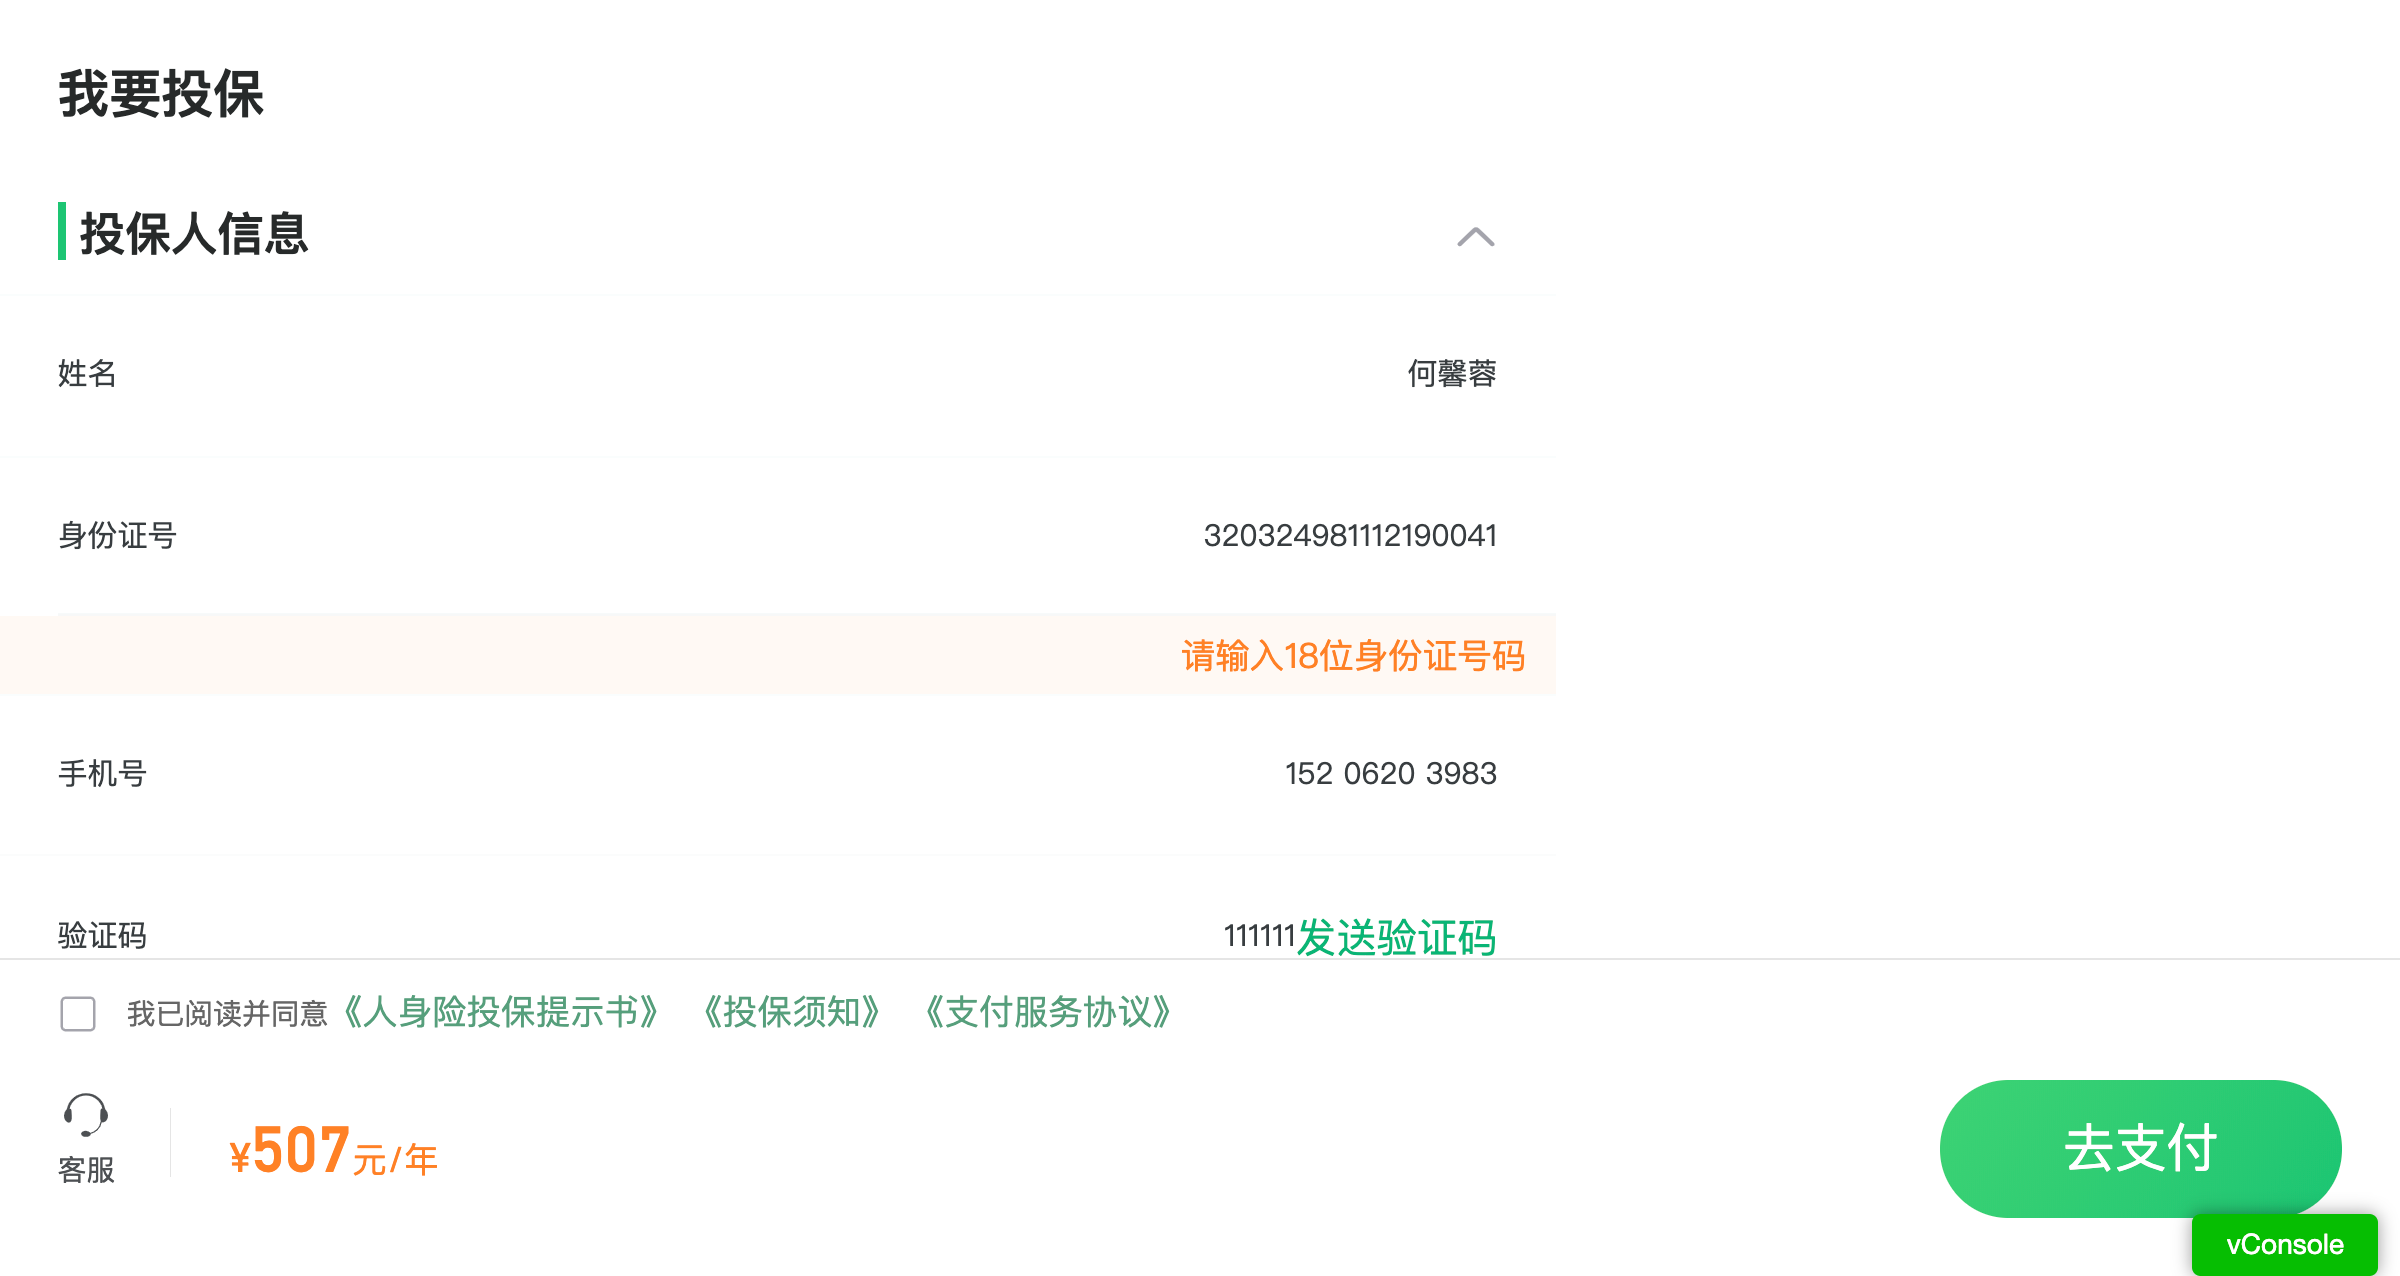 我要投保
投保人信息
姓名 何馨蓉
身份证号 320324981112190041
请输入18位身份证号码
手机号 152 0620 3983
验证码 111111发送验证码
我已阅读并同意《人身险投保提示书》 《投保须知》 《支付服务协议》
客服 ¥507元/年 去支付
vConsole